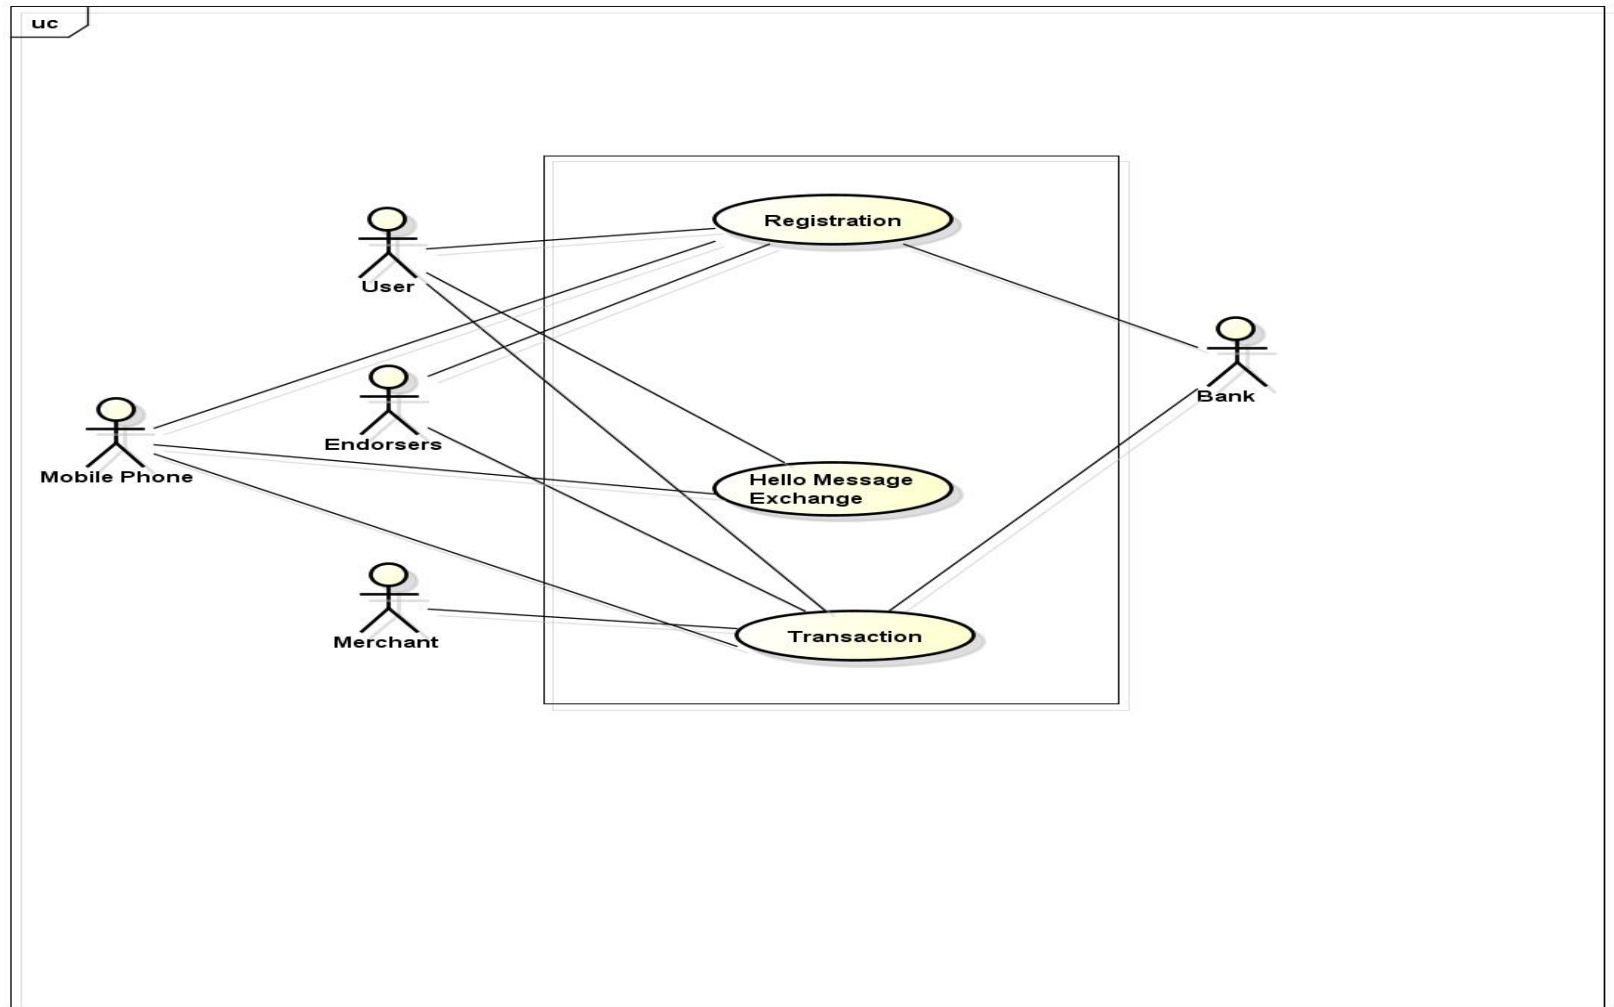 uc
Registration
User
Bank
Endorsers
Mobile Phone
Hello Message
Exchange
Merchant
Transaction